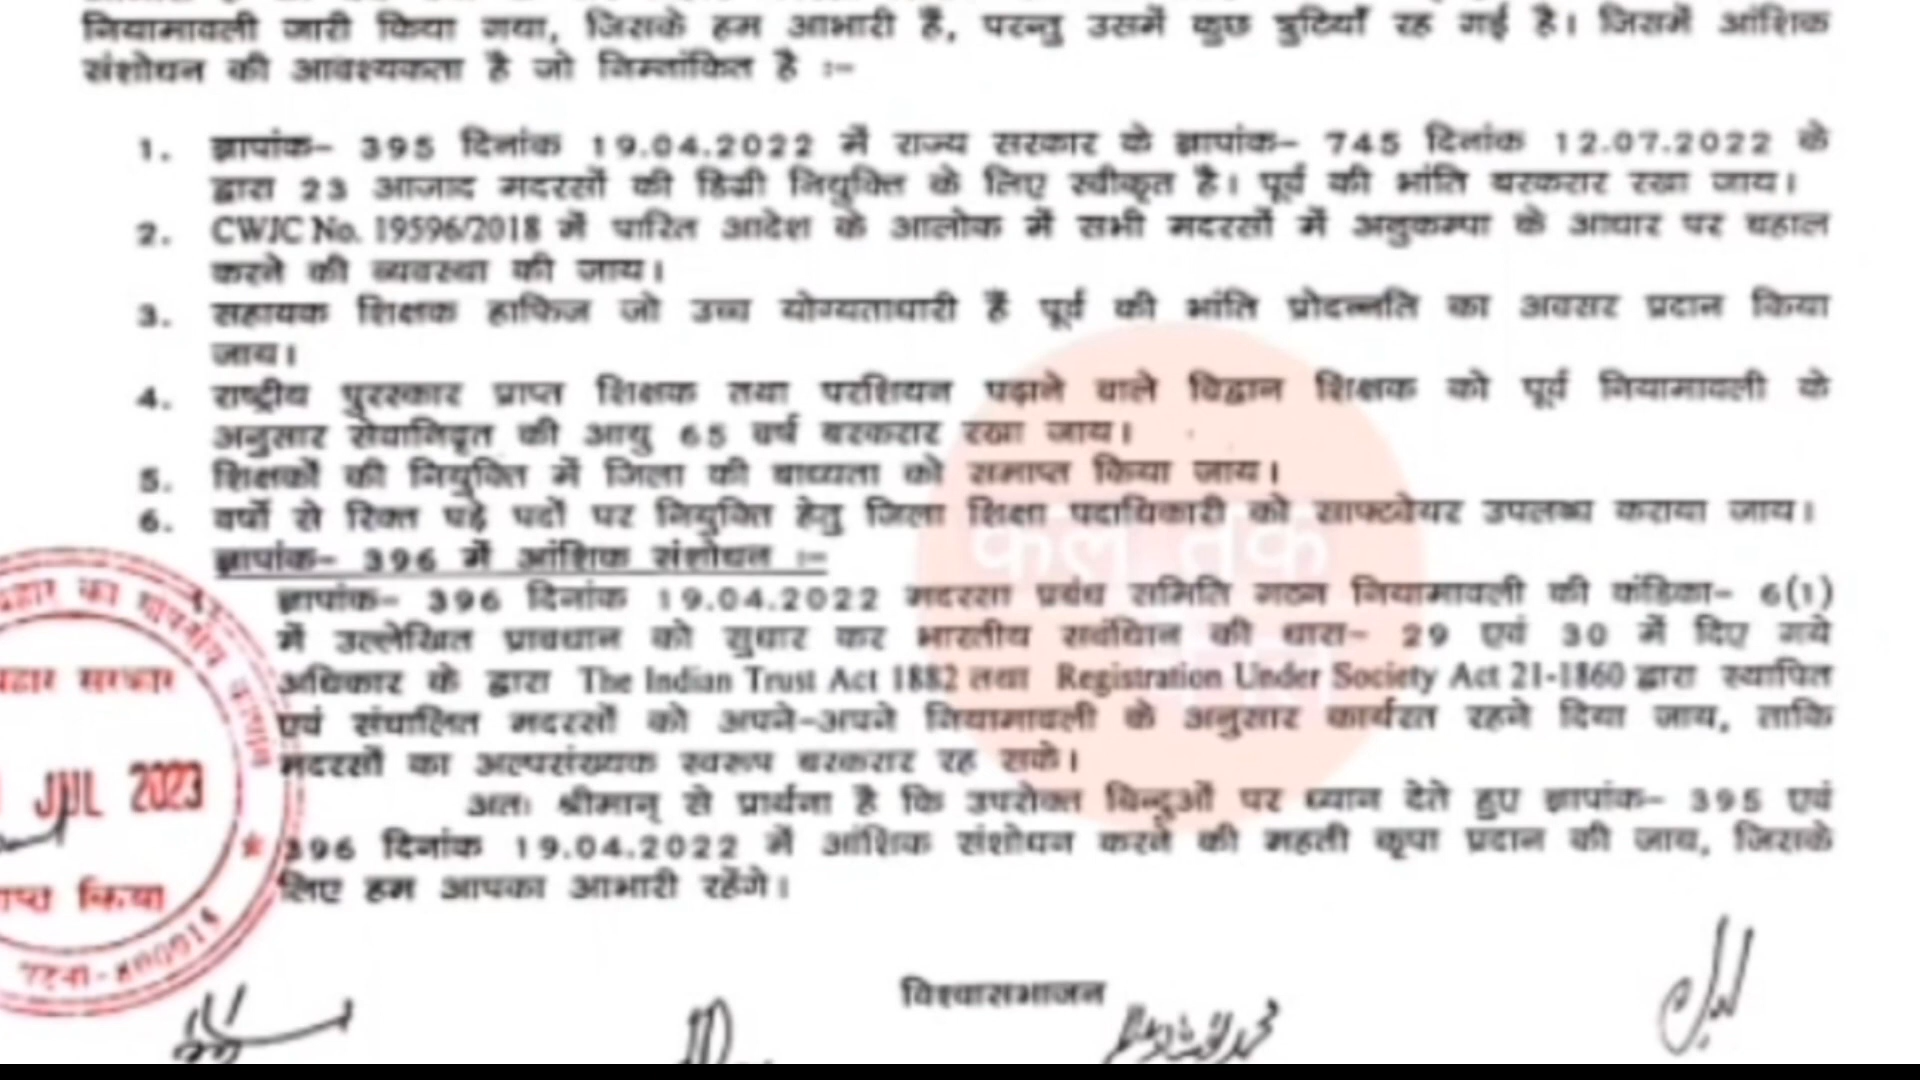 नियामावली जारी किया गया, जिसके हम आभारी हैं, परन्तु उसमें कुछ त्रुटियाँ रह गई है। जिसमें आंशिक
संशोधन की आवश्यकता है जो निम्नांकित है :-
1. ज्ञापांक- 395 दिनांक 19.04.2022 में राज्य सरकार के ज्ञापांक- 745 दिनांक 12.07.2022 के
द्वारा 23 आजाद मदरसों की डिग्री नियुक्ति के लिए स्वीकृत है। पूर्व की भांति बरकरार रखा जाय।
2. CWJC No. 19596/2018 में पारित आदेश के आलोक में सभी मदरसों में अनुकम्पा के आधार पर बहाल
करने की व्यवस्था की जाय।
3. सहायक शिक्षक हाफिज जो उच्च योग्यताधारी हैं पूर्व की भांति प्रोदन्नति का अवसर प्रदान किया
जाय।
4. राष्ट्रीय पुरस्कार प्राप्त शिक्षक तथा परशियन पढ़ाने वाले विद्वान शिक्षक को पूर्व नियामावली के
अनुसार सेवानिवृत की आयु 65 वर्ष बरकरार रखा जाय।
5. शिक्षकों की नियुक्ति में जिला की बाध्यता को समाप्त किया जाय।
6. वर्षो से रिक्त पड़े पदों पर नियुक्ति हेतु जिला शिक्षा पदाधिकारी को साफ्टवेयर उपलब्ध कराया जाय।
कल तक
ज्ञापांक- 396 में आंशिक संशोधन :-
ज्ञापांक- 396 दिनांक 19.04.2022 मदरसा प्रबंध समिति गठन नियामावली की कंडिका- 6(1)
में उल्लेखित प्रावधान को सुधार कर भारतीय सवंधिान की धारा- 29 एवं 30 में दिए गये
अधिकार के द्वारा The Indian Trust Act 1882 तथा Registration Under Society Act 21-1860 द्वारा स्थापित
एवं संचालित मदरसों को अपने-अपने नियामावली के अनुसार कार्यरत रहने दिया जाय, ताकि
मदरसों का अल्पसंख्यक स्वरूप बरकरार रह सके।
अतः श्रीमान् से प्रार्थना है कि उपरोक्त बिन्दुओं पर ध्यान देते हुए ज्ञापांक- 395 एवं
396 दिनांक 19.04.2022 में आंशिक संशोधन करने की महती कृपा प्रदान की जाय, जिसके
लिए हम आपका आभारी रहेंगे।
सरकार
JUL 2023
किया
विश्वासभाजन